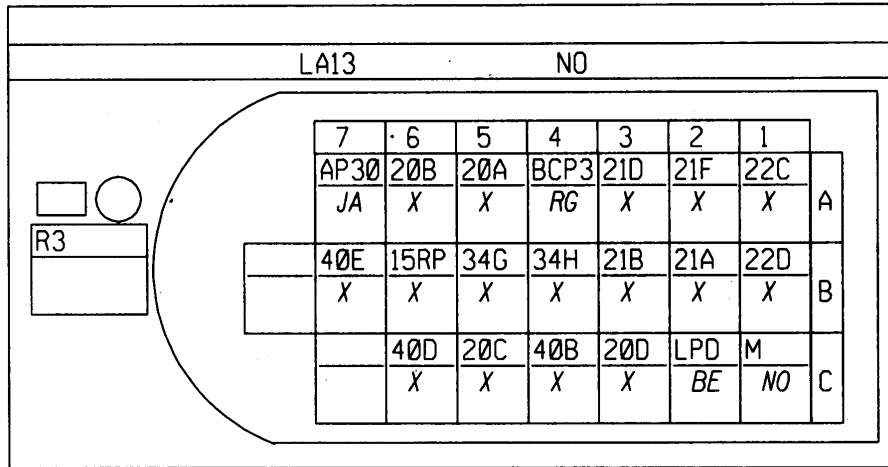 LA13 NO
7 6 5 4 3 2 1
AP30 20B 20A BCP3 21D 21F 22C
JA X X RG X X X A
R3
40E 15RP 34G 34H 21B 21A 22D
X X X X X X X B
40D 20C 40B 20D LPD M
X X X X BE NO C